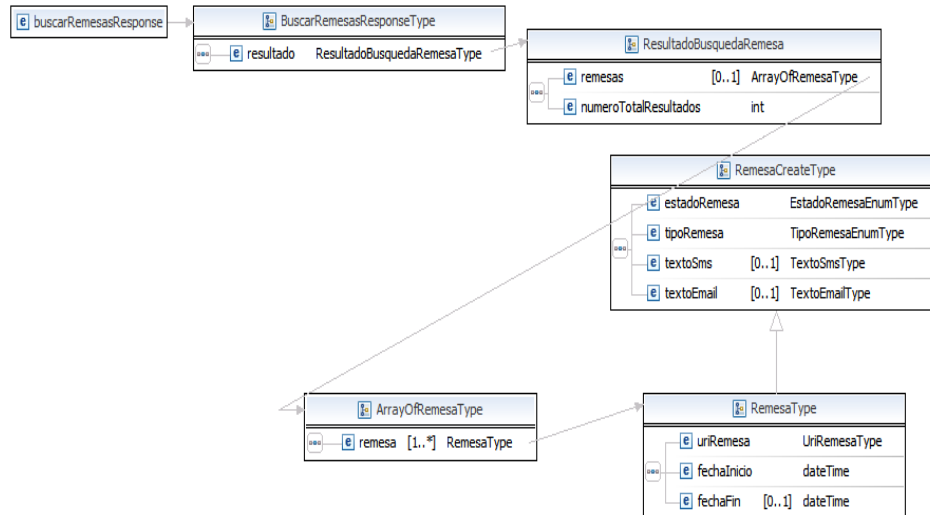 buscarRemesasResponse
BuscarRemesasResponseType
resultado ResultadoBusquedaRemesaType
ResultadoBusquedaRemesa
remesas [0..1] ArrayOfRemesaType
numeroTotalResultados int
RemesaCreateType
estadoRemesa EstadoRemesaEnumType
tipoRemesa TipoRemesaEnumType
textoSms [0..1] TextoSmsType
textoEmail [0..1] TextoEmailType
ArrayOfRemesaType
remesa [1..*] RemesaType
RemesaType
uriRemesa UriRemesaType
fechaInicio dateTime
fechaFin [0..1] dateTime